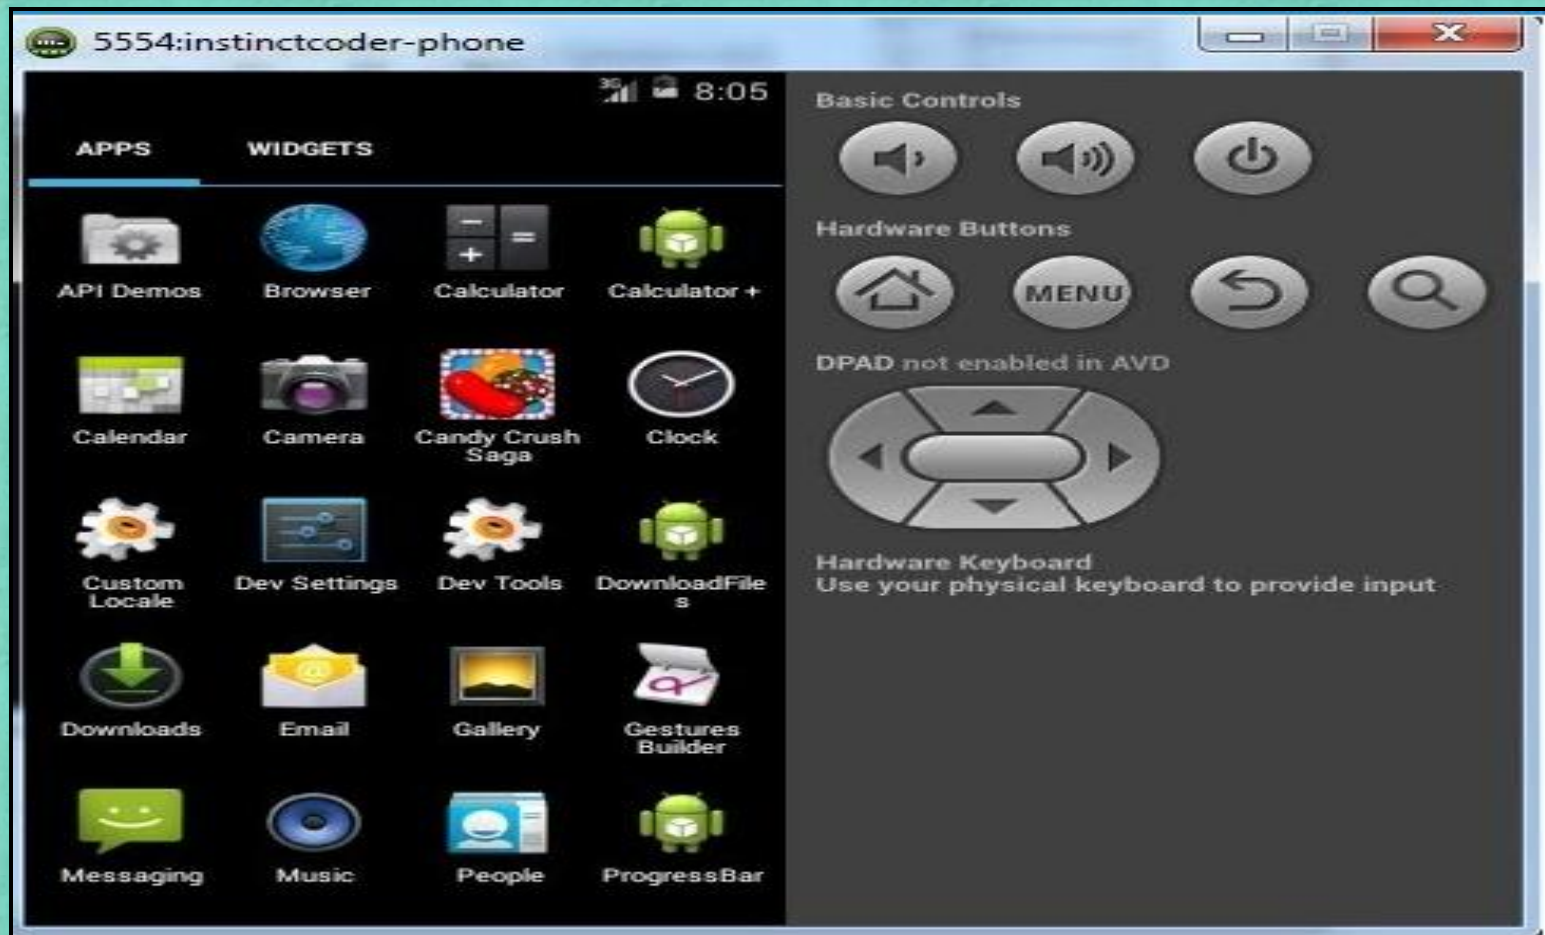 5554:instinctcoder-phone
3G 8:05
APPS WIDGETS
API Demos Browser Calculator Calculator +
Calendar Camera Candy Crush Saga Clock
Custom Locale Dev Settings Dev Tools DownloadFile
s
Downloads Email Gallery Gestures Builder
Messaging Music People ProgressBar
Basic Controls
Hardware Buttons
MENU
DPAD not enabled in AVD
Hardware Keyboard
Use your physical keyboard to provide input